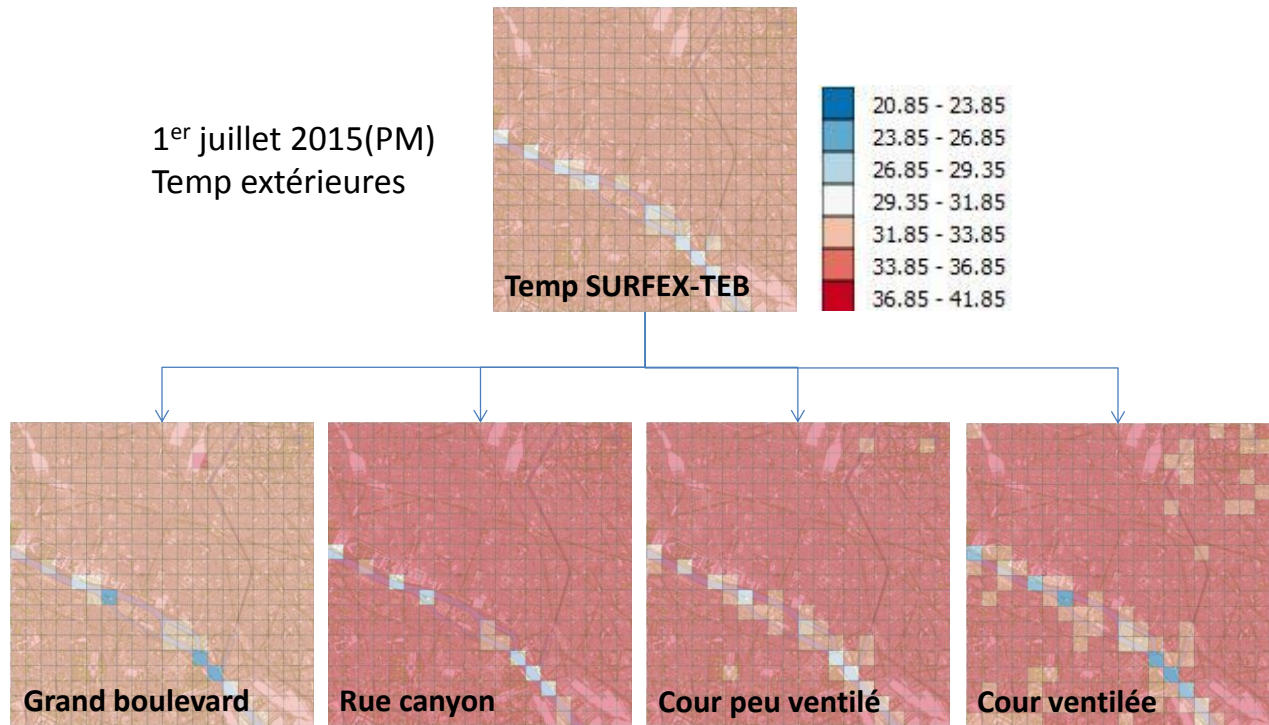 1er juillet 2015(PM)
Temp extérieures
Temp SURFEX-TEB
20.85 - 23.85
23.85 - 26.85
26.85 - 29.35
29.35 - 31.85
31.85 - 33.85
33.85 - 36.85
36.85 - 41.85
Grand boulevard
Rue canyon
Cour peu ventilé
Cour ventilée